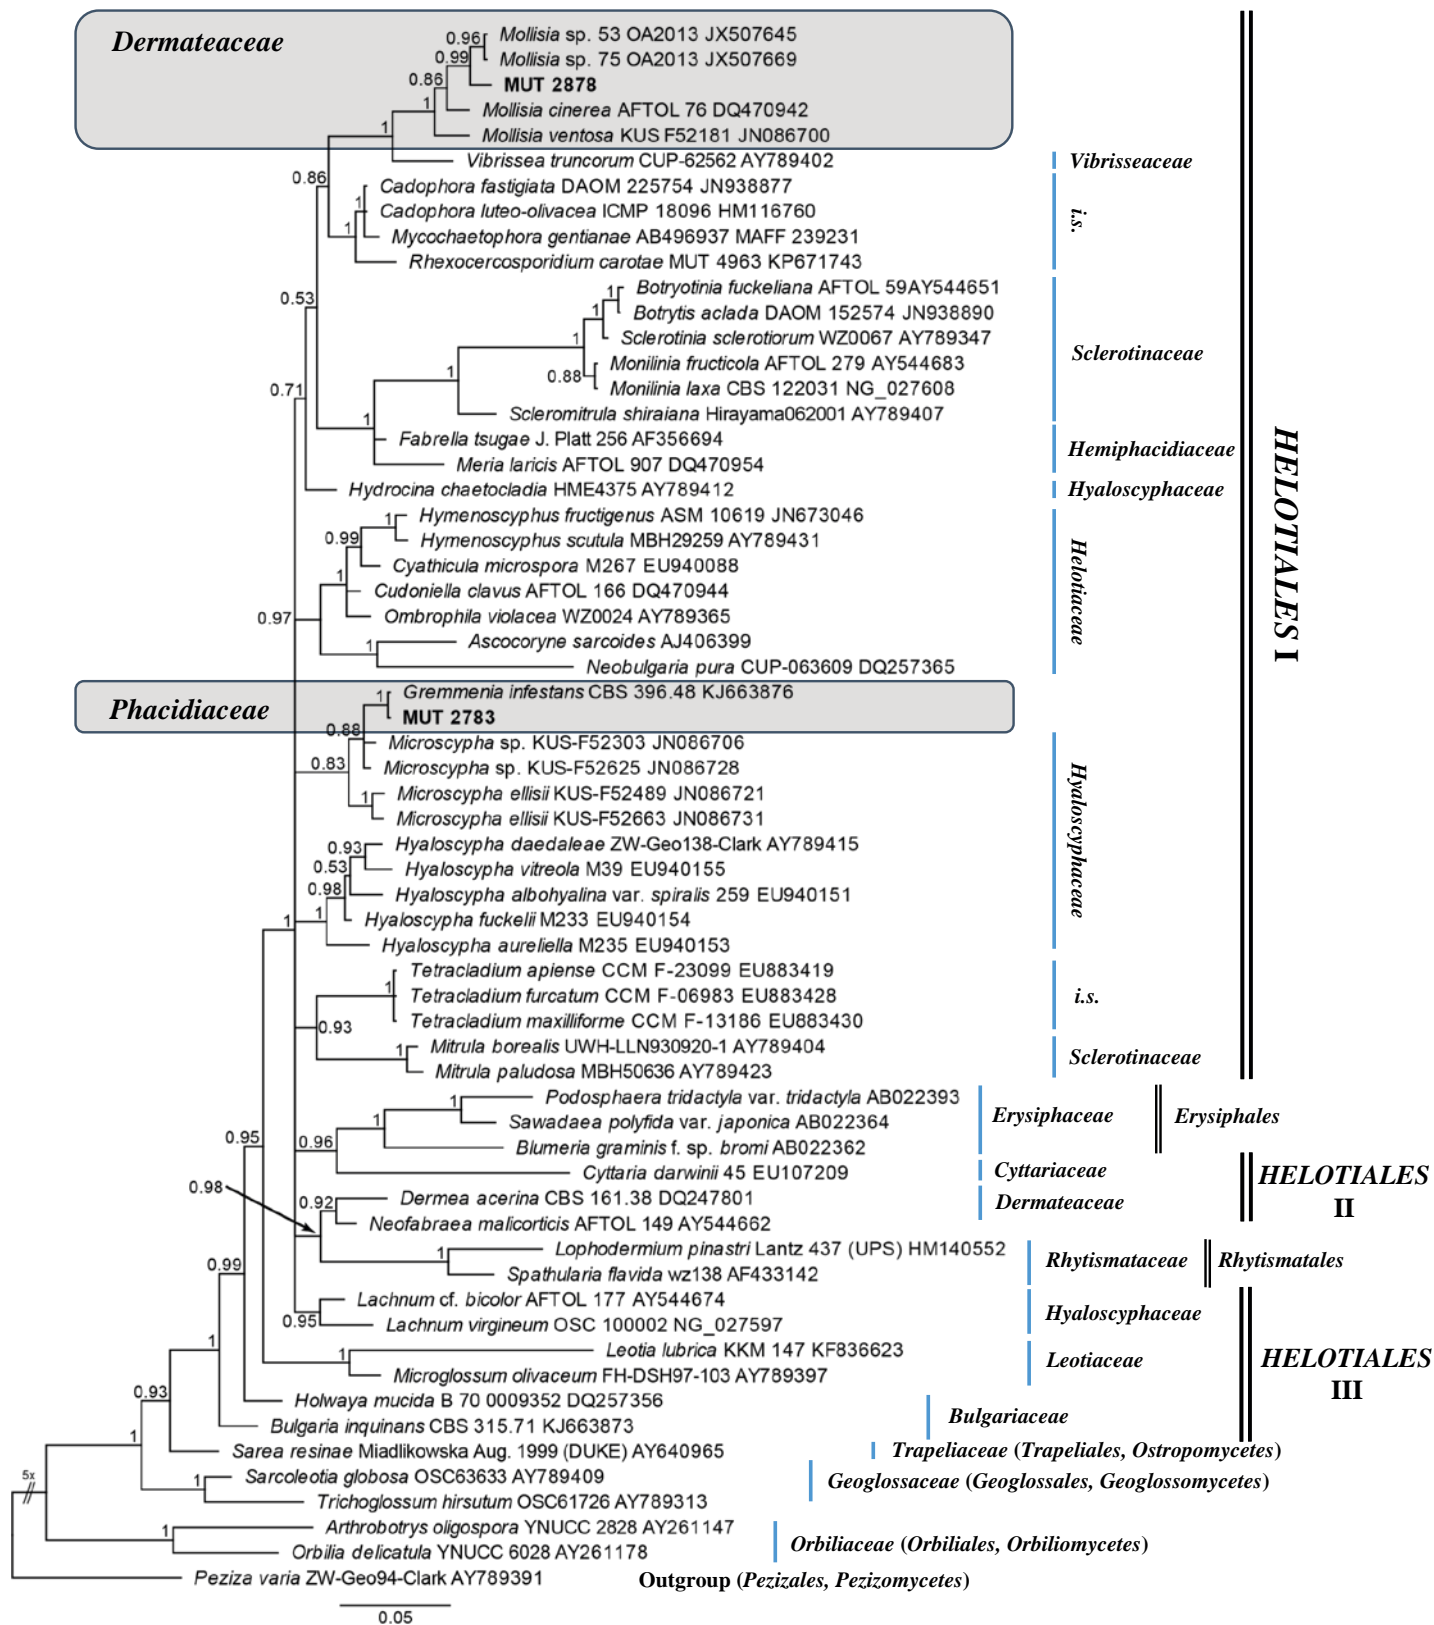 Dermateaceae
Mollisia sp. 53 OA2013 JX507645
0.96
Mollisia sp. 75 OA2013 JX507669
0.99
MUT 2878
0.86
Mollisia cinerea AFTOL 76 DQ470942
1
Mollisia ventosa KUS F52181 JN086700
1
Vibrissea truncorum CUP-62562 AY789402
Vibrisseaceae
0.86
Cadophora fastigiata DAOM 225754 JN938877
1
Cadophora luteo-olivacea ICMP 18096 HM116760
i.s.
1
Mycochaetophora gentianae AB496937 MAFF 239231
Rhexocercosporidium carotae MUT 4963 KP671743
0.53
Botryotinia fuckeliana AFTOL 59AY544651
1
Botrytis aclada DAOM 152574 JN938890
1
Sclerotinia sclerotiorum WZ0067 AY789347
1
Sclerotinaceae
Monilinia fructicola AFTOL 279 AY544683
0.88
Monilinia laxa CBS 122031 NG_027608
1
0.71
Scleromitrula shiraiana Hirayama062001 AY789407
1
Fabrella tsugae J. Platt 256 AF356694
Hemiphacidiaceae
Meria laricis AFTOL 907 DQ470954
Hydrocina chaetocladia HME4375 AY789412
Hyaloscyphaceae
HELOTIALES I
Hymenoscyphus fructigenus ASM 10619 JN673046
1
Hymenoscyphus scutula MBH29259 AY789431
0.99
Cyathicula microspora M267 EU940088
1
Helotiaceae
Cudoniella clavus AFTOL 166 DQ470944
Ombrophila violacea WZ0024 AY789365
0.97
Ascocoryne sarcoides AJ406399
1
Neobulgaria pura CUP-063609 DQ257365
Phacidiaceae
Gremmenia infestans CBS 396.48 KJ663876
1
MUT 2783
0.88
Microscypha sp. KUS-F52303 JN086706
0.83
Microscypha sp. KUS-F52625 JN086728
Microscypha ellisii KUS-F52489 JN086721
1
Microscypha ellisii KUS-F52663 JN086731
Hyaloscyphaceae
Hyaloscypha daedaleae ZW-Geo138-Clark AY789415
0.93
Hyaloscypha vitreola M39 EU940155
0.53
Hyaloscypha albohyalina var. spiralis 259 EU940151
0.98
Hyaloscypha fuckelii M233 EU940154
1
1
Hyaloscypha aureliella M235 EU940153
Tetracladium apiense CCM F-23099 EU883419
1
Tetracladium furcatum CCM F-06983 EU883428
i.s.
Tetracladium maxilliforme CCM F-13186 EU883430
0.93
Mitrula borealis UWH-LLN930920-1 AY789404
1
Sclerotinaceae
Mitrula paludosa MBH50636 AY789423
Podosphaera tridactyla var. tridactyla AB022393
1
Sawadaea polyfida var. japonica AB022364
1
Erysiphaceae
Erysiphales
Blumeria graminis f. sp. bromi AB022362
0.95
0.96
Cyttaria darwinii 45 EU107209
Cyttariaceae
HELOTIALES
II
0.98
Dermea acerina CBS 161.38 DQ247801
0.92
Dermateaceae
Neofabraea malicorticis AFTOL 149 AY544662
Lophodermium pinastri Lantz 437 (UPS) HM140552
1
Rhytismataceae
Rhytismatales
Spathularia flavida wz138 AF433142
0.99
Lachnum cf. bicolor AFTOL 177 AY544674
Hyaloscyphaceae
0.95
Lachnum virgineum OSC 100002 NG_027597
1
Leotia lubrica KKM 147 KF836623
1
Leotiaceae
HELOTIALES
III
Microglossum olivaceum FH-DSH97-103 AY789397
0.93
Holwaya mucida B 70 0009352 DQ257356
Bulgariaceae
Bulgaria inquinans CBS 315.71 KJ663873
1
Sarea resinae Miadlikowska Aug. 1999 (DUKE) AY640965
Trapeliaceae (Trapeliales, Ostropomycetes)
Sarcoleotia globosa OSC63633 AY789409
1
Geoglossaceae (Geoglossales, Geoglossomycetes)
5x
Trichoglossum hirsutum OSC61726 AY789313
Arthrobotrys oligospora YNUCC 2828 AY261147
1
Orbiliaceae (Orbiliales, Orbiliomycetes)
Orbilia delicatula YNUCC 6028 AY261178
Peziza varia ZW-Geo94-Clark AY789391
Outgroup (Pezizales, Pezizomycetes)
0.05